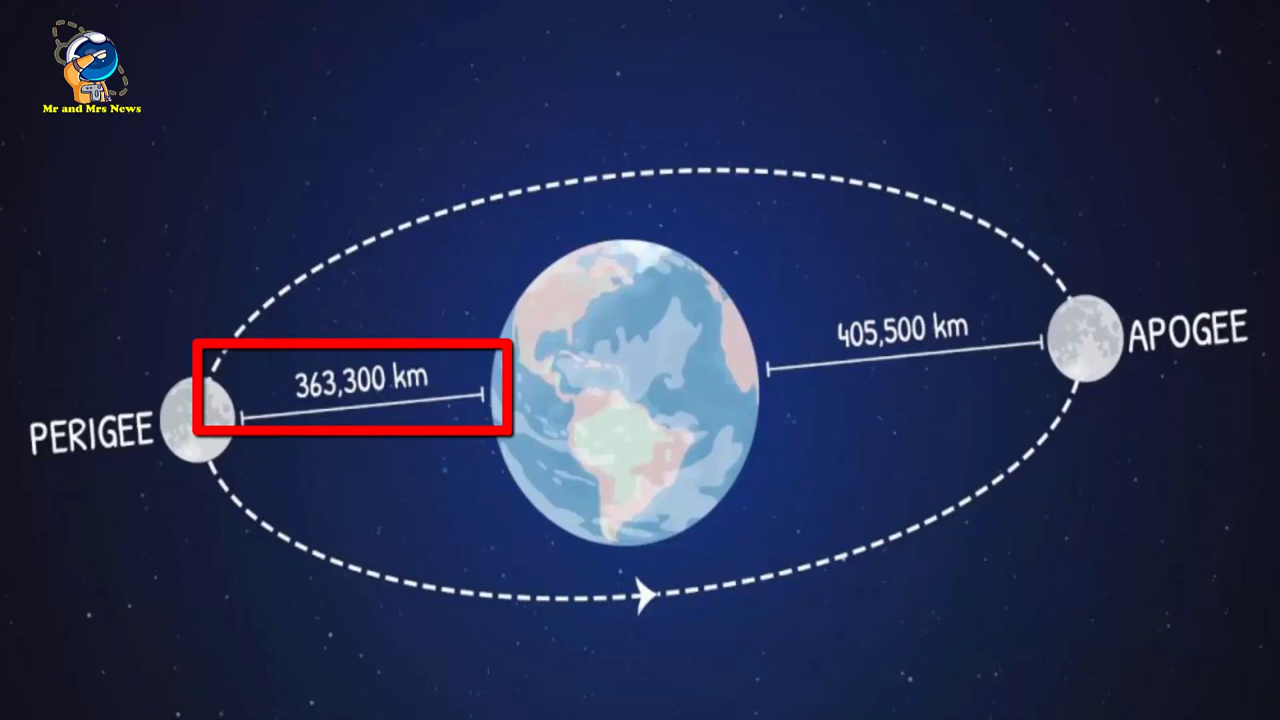 Mr and Mrs News
405,500 km
APOGEE
363,300 km
PERIGEE